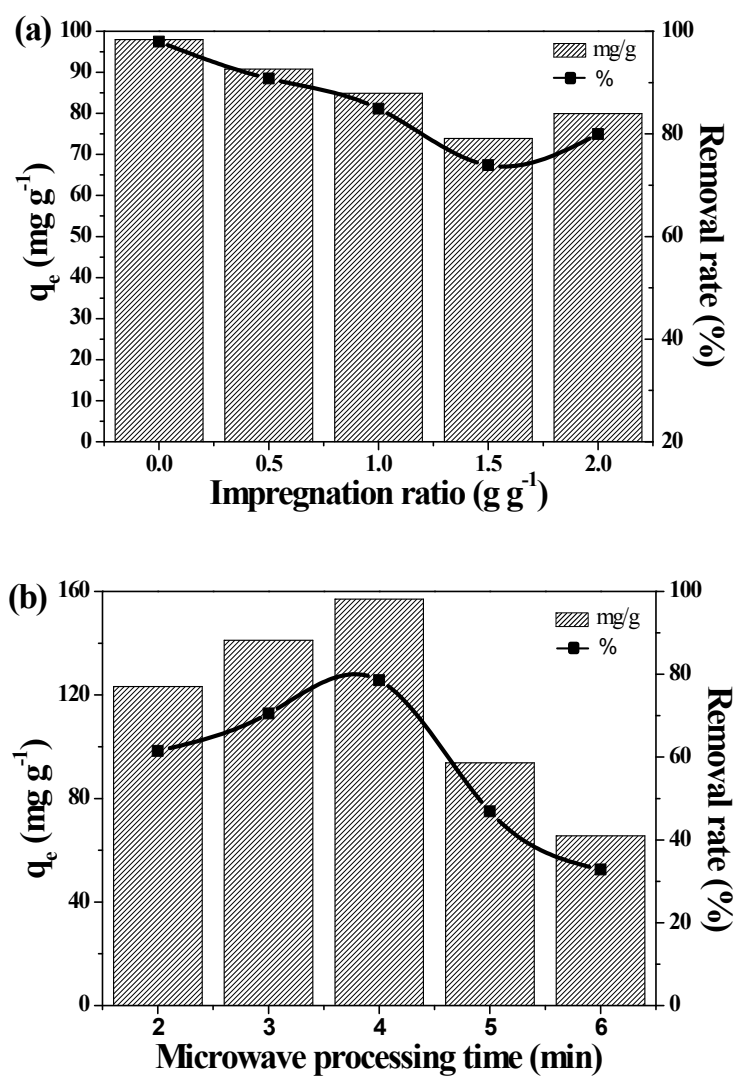 (a)
100
90
80
70
60
50
40
30
20
10
0
qe (mg g-1)
mg/g
%
100
80
60
40
20
Removal rate (%)
0.0 0.5 1.0 1.5 2.0
Impregnation ratio (g g-1)
(b)
160
120
80
40
0
qe (mg g-1)
mg/g
%
100
80
60
40
20
0
Removal rate (%)
2 3 4 5 6
Microwave processing time (min)